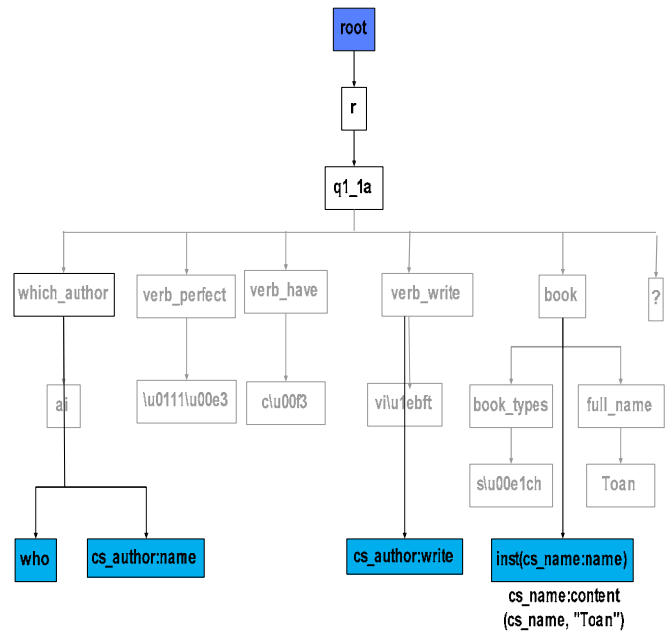 root
r
q1_1a
which_author
verb_perfect
verb_have
verb_write
book
?
ai
\u0111\u00e3
c\u00f3
vi\u1ebft
book_types
full_name
s\u00e1ch
Toan
who
cs_author:name
cs_author:write
inst(cs_name:name)
cs_name:content
(cs_name, "Toan")